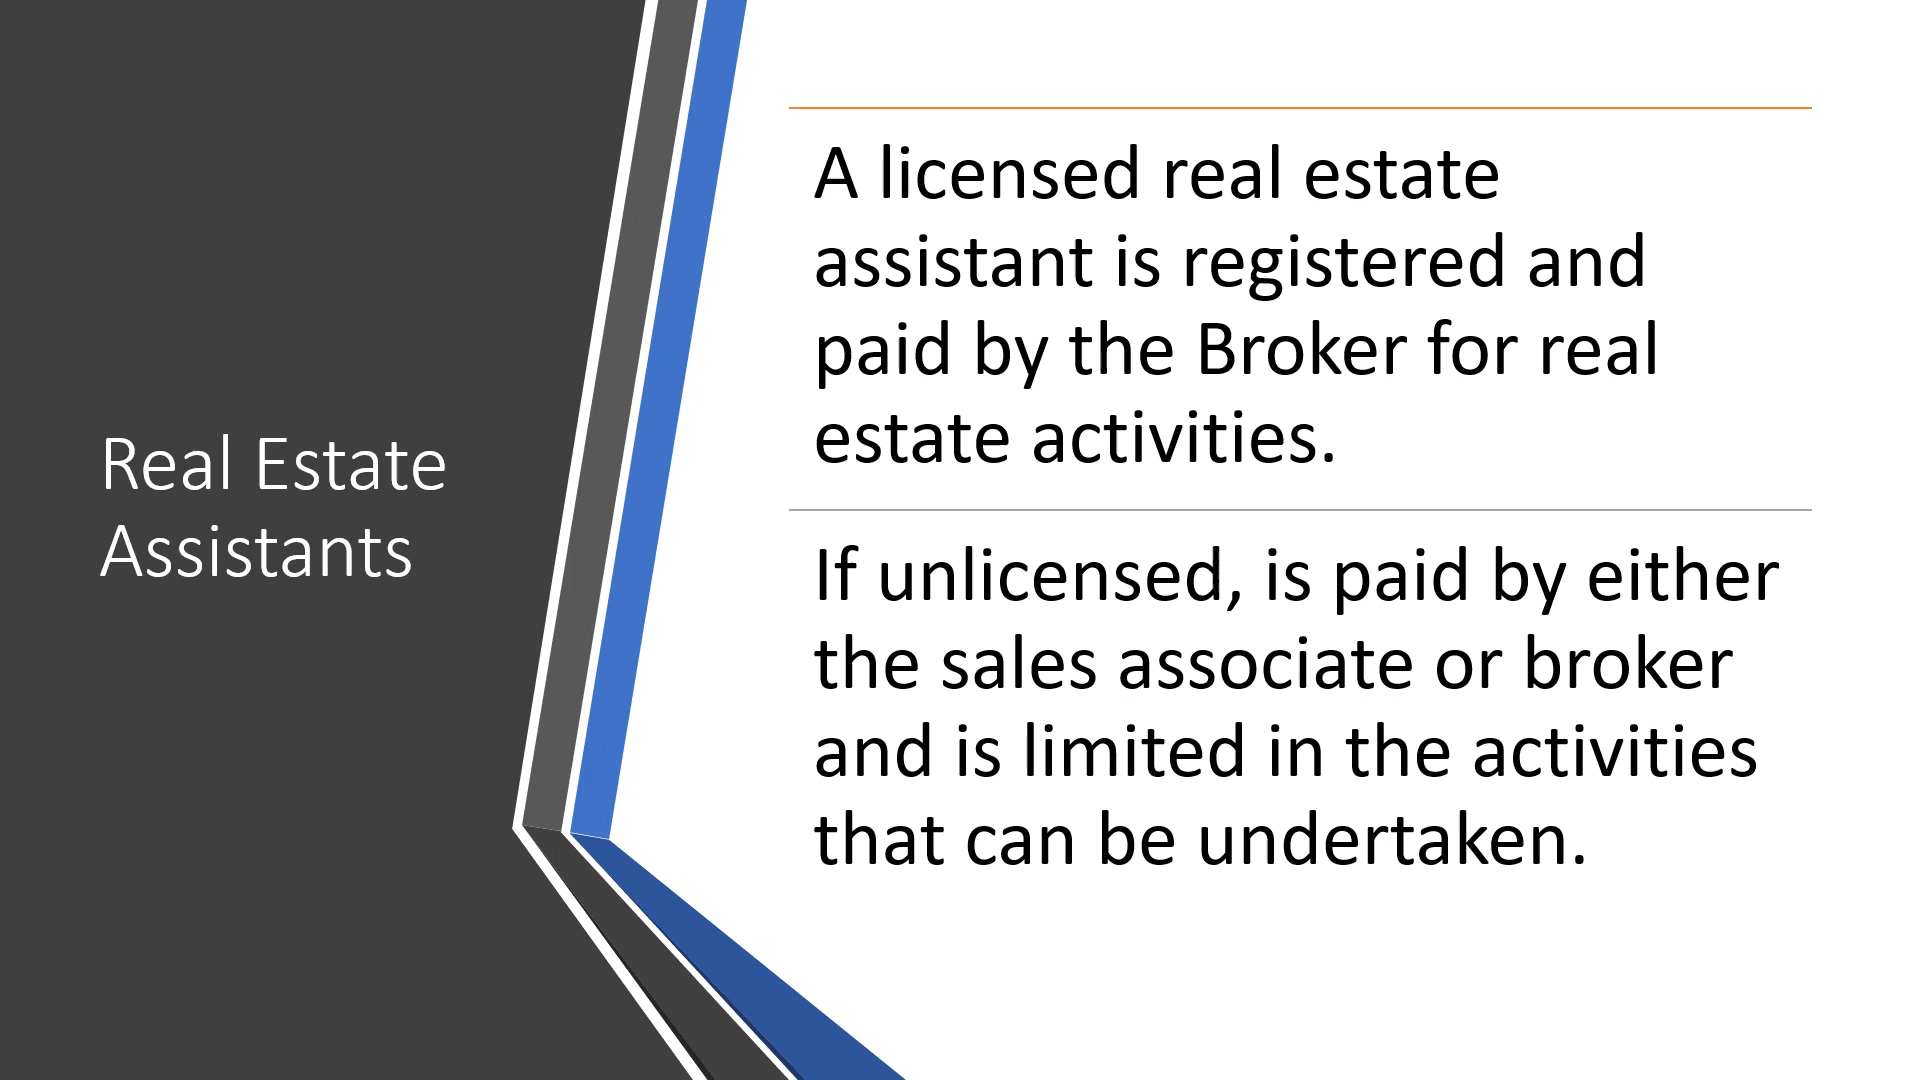 Real Estate
Assistants
A licensed real estate
assistant is registered and
paid by the Broker for real
estate activities.
If unlicensed, is paid by either
the sales associate or broker
and is limited in the activities
that can be undertaken.